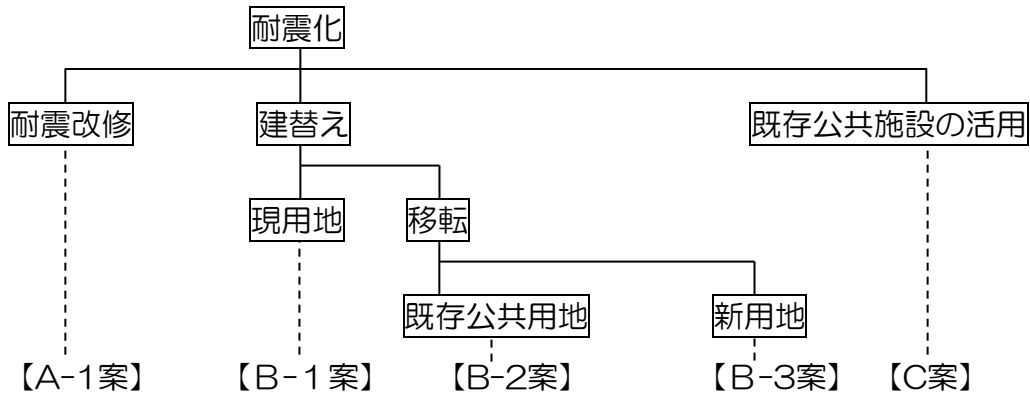 耐震化
耐震改修 建替え 既存公共施設の活用
現用地 移転
既存公共用地 新用地
【A-1案】 【B-1案】 【B-2案】 【B-3案】 【C案】